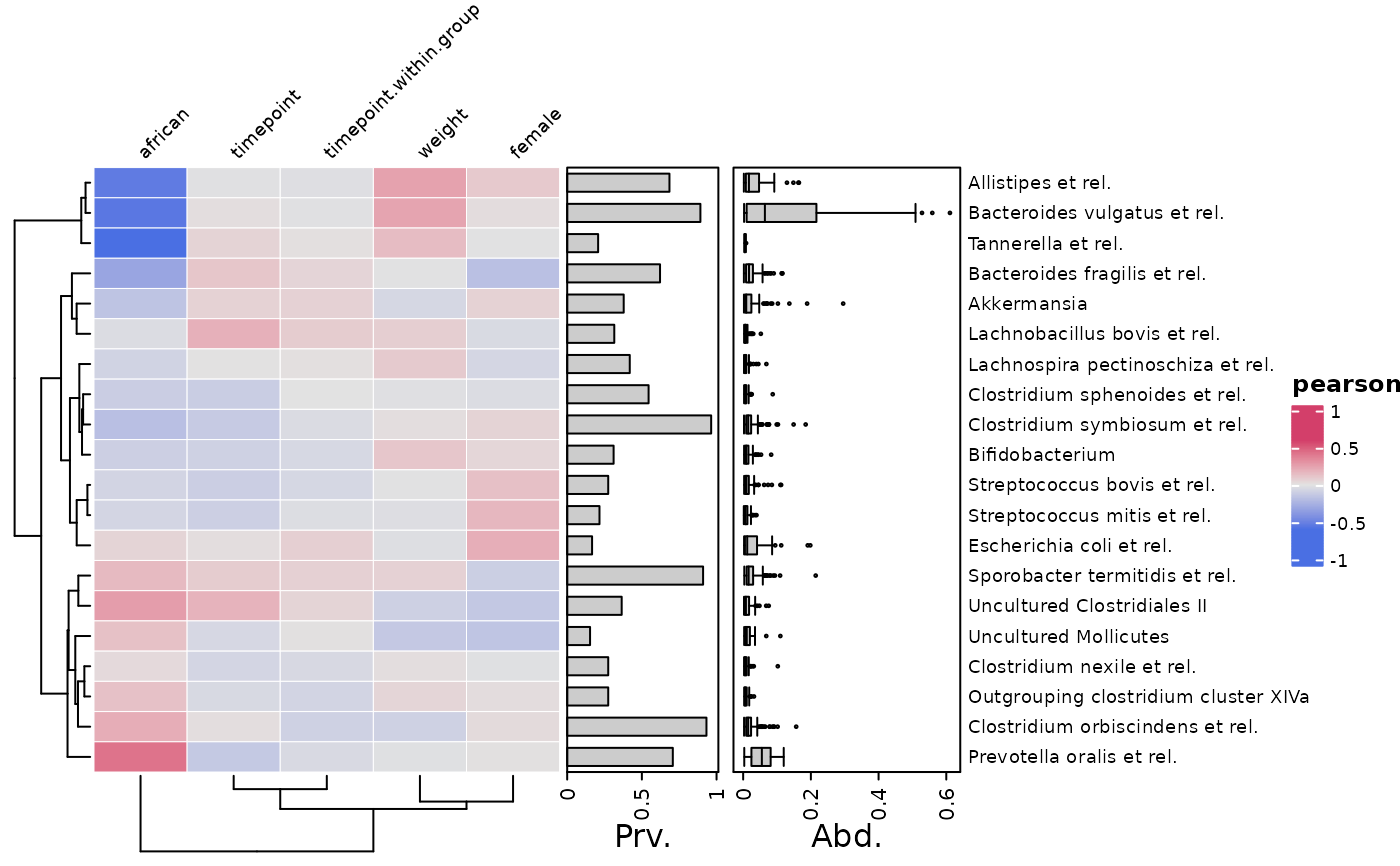 african
timepoint
timepoint.within.group
weight
female
Allistipes et rel.
Bacteroides vulgatus et rel.
Tannerella et rel.
Bacteroides fragilis et rel.
Akkermansia
Lachnobacillus bovis et rel.
Lachnospira pectinoschiza et rel.
Clostridium sphenoides et rel.
Clostridium symbiosum et rel.
Bifidobacterium
Streptococcus bovis et rel.
Streptococcus mitis et rel.
Escherichia coli et rel.
Sporobacter termitidis et rel.
Uncultured Clostridiales II
Uncultured Mollicutes
Clostridium nexile et rel.
Outgrouping clostridium cluster XIVa
Clostridium orbiscindens et rel.
Prevotella oralis et rel.
pearson
1
0.5
0
-0.5
-1
0 0.5 1
Prv.
0 0.2 0.4 0.6
Abd.